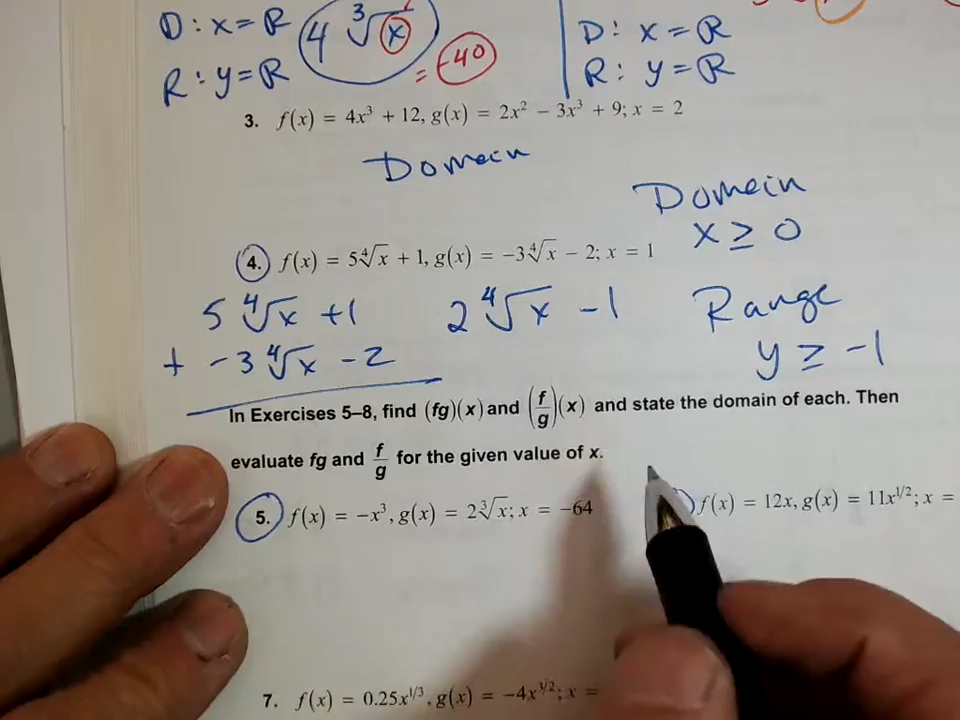 D: x = ℝ
4 ∛x
= -40
R: y = ℝ
D: x = ℝ
R: y = ℝ
3. f(x) = 4x³ + 12, g(x) = 2x² − 3x³ + 9; x = 2
Domain
Domain
x ≥ 0
4. f(x) = 5∜x + 1, g(x) = −3∜x − 2; x = 1
5 ∜x + 1
2 ∜x − 1
Range
+ −3 ∜x − 2
y ≥ −1
In Exercises 5–8, find (fg)(x) and (f/g)(x) and state the domain of each. Then
evaluate fg and f/g for the given value of x.
5. f(x) = −x³, g(x) = 2∛x; x = −64
f(x) = 12x, g(x) = 11x^{1/2}; x =
7. f(x) = 0.25x^{1/3}, g(x) = −4x^{3/2}; x =